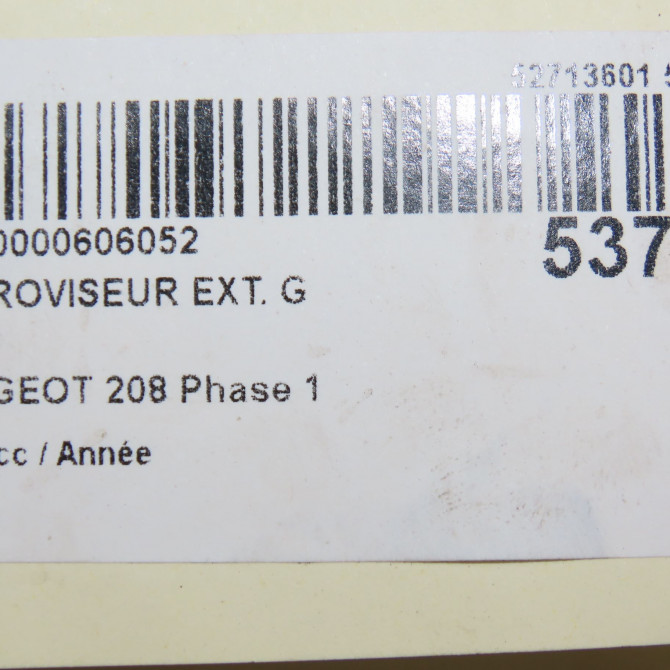 52713601 5
0000606052
537
ROVISEUR EXT. G
GEOT 208 Phase 1
cc / Année